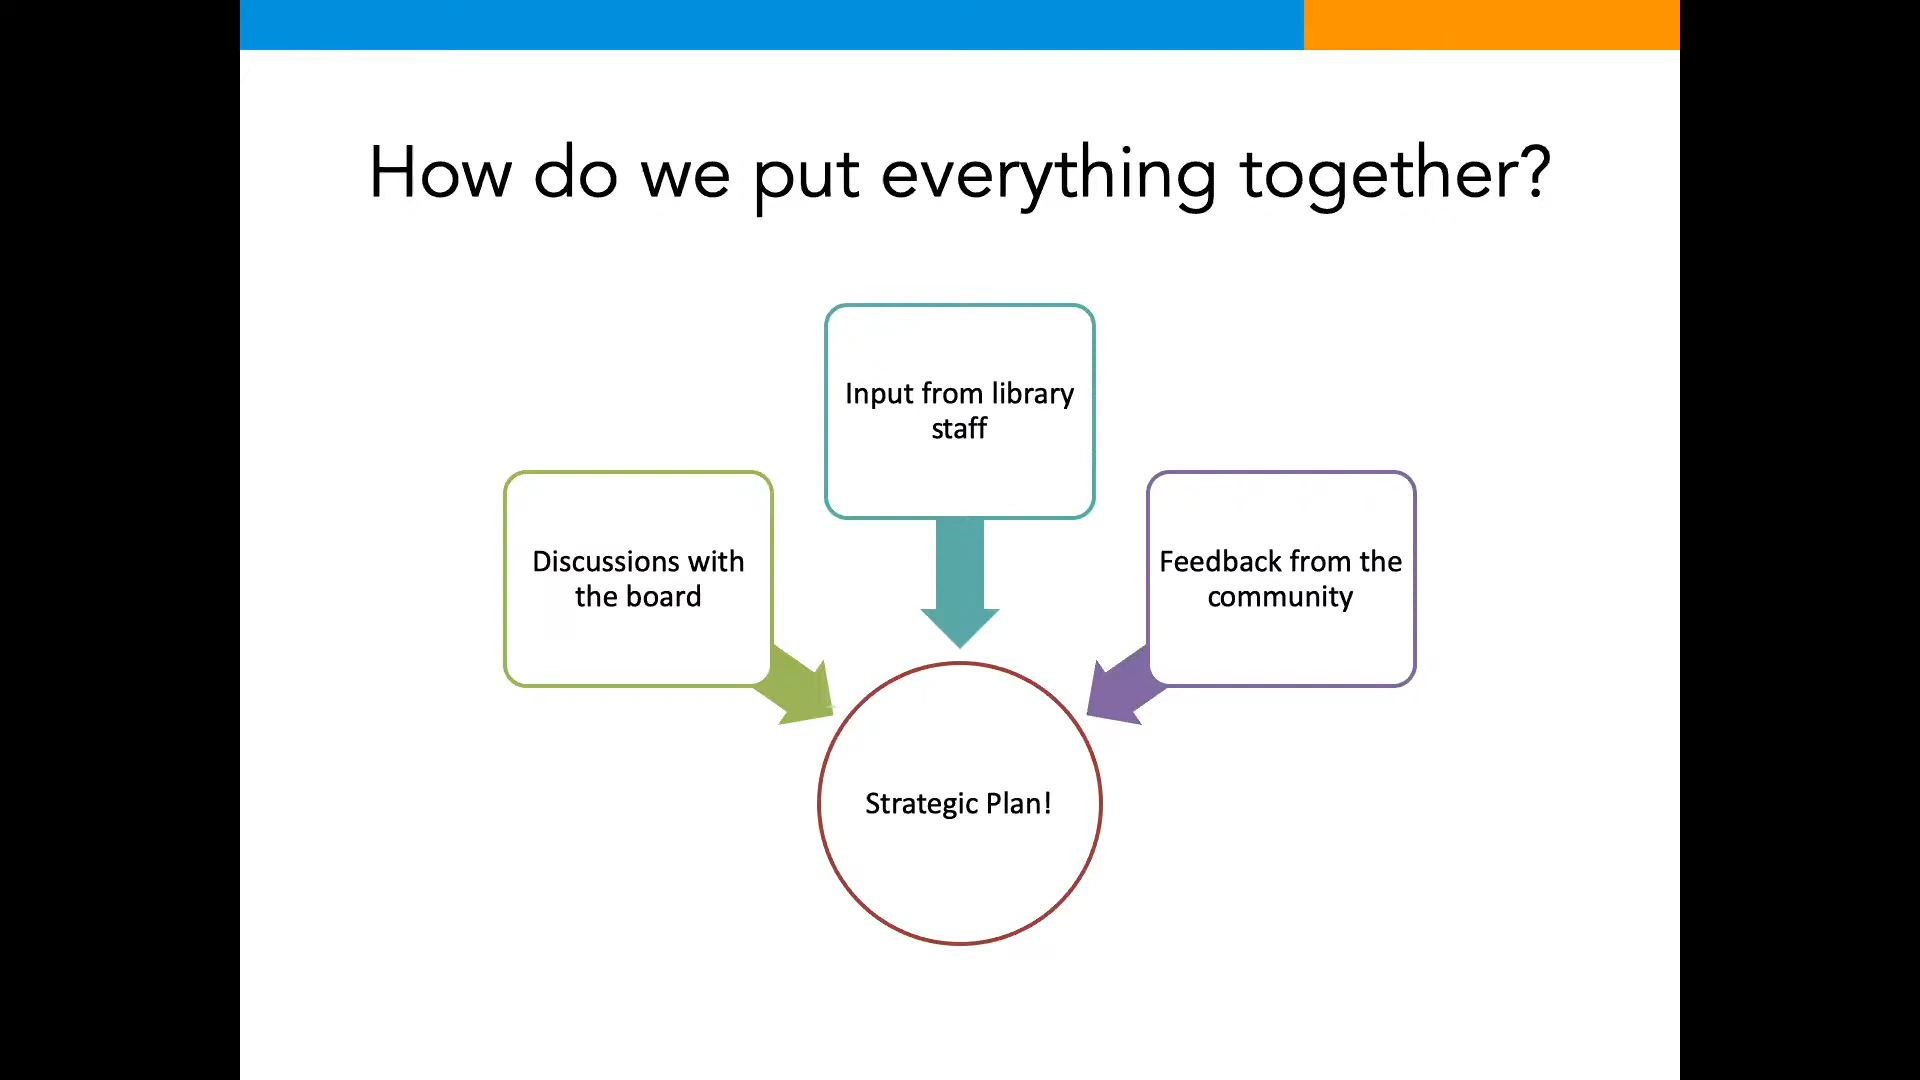 How do we put everything together?
Input from library
staff
Discussions with
the board
Feedback from the
community
Strategic Plan!